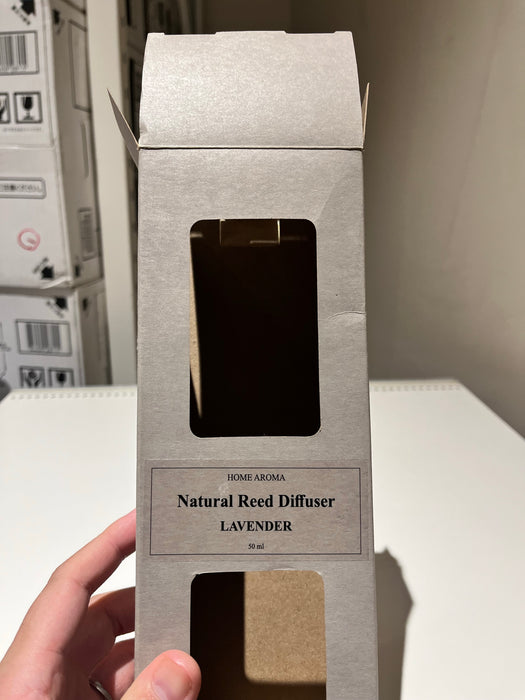 HOME AROMA
Natural Reed Diffuser
LAVENDER
50 ml